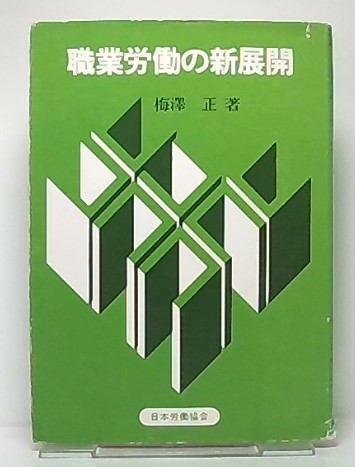 職業労働の新展開
梅澤 正 著
日本労働協会